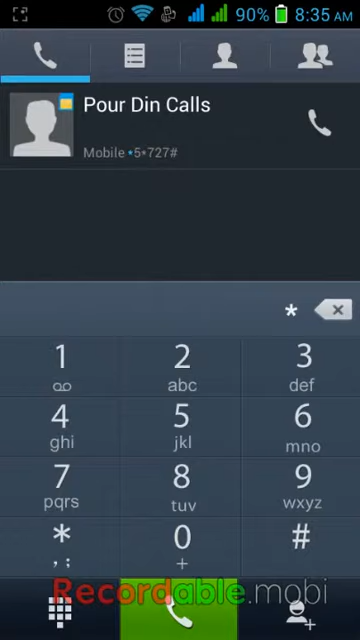 90% 8:35 AM
Pour Din Calls
Mobile *5*727#
*
1 2 3
abc def
4 5 6
ghi jkl mno
7 8 9
pqrs tuv wxyz
* 0 #
, ; +
Recordable.mobi